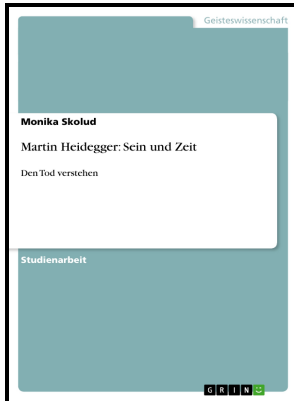 Geisteswissenschaft
Monika Skolud
Martin Heidegger: Sein und Zeit
Den Tod verstehen
Studienarbeit
GRIN